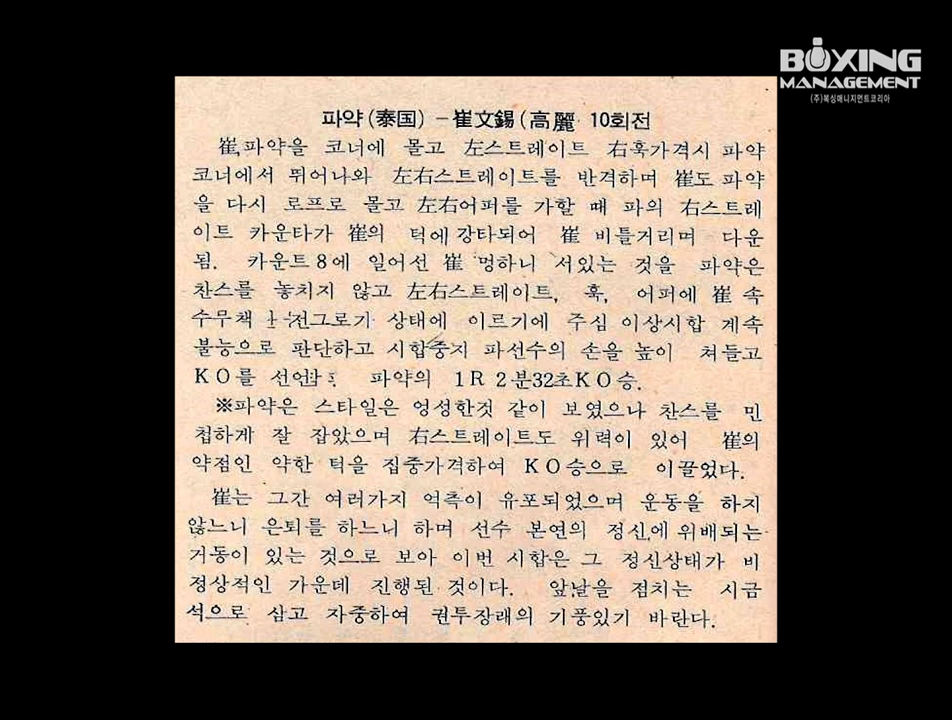 BOXING
MANAGEMENT
(주)복싱매니지먼트코리아
파약(泰国) －崔文錫(高麗 10회전
崔,파약을 코너에 몰고 左스트레이트 右훅가격시 파약
코너에서 뛰어나와 左右스트레이트를 반격하며 崔도 파약
을 다시 로프로 몰고 左右어퍼를 가할 때 파의 右스트레
이트 카운타가 崔의 턱에 강타되어 崔 비틀거리며 다운
됨. 카운트8에 일어선 崔 멍하니 서있는 것을 파약은
찬스를 놓치지 않고 左右스트레이트, 훅, 어퍼에 崔 속
수무책 그로기 상태에 이르기에 주심 이상시합 계속
불능으로 판단하고 시합중지 파선수의 손을 높이 쳐들고
KO를 선언 파약의 1R 2분32초KO승.
※파약은 스타일은 엉성한것 같이 보였으나 찬스를 민
첩하게 잘 잡았으며 右스트레이트도 위력이 있어 崔의
약점인 약한 턱을 집중가격하여 KO승으로 이끌었다.
崔는 그간 여러가지 억측이 유포되었으며 운동을 하지
않느니 은퇴를 하느니 하며 선수 본연의 정신에 위배되는
거동이 있는 것으로 보아 이번 시합은 그 정신상태가 비
정상적인 가운데 진행된 것이다. 앞날을 점치는 시금
석으로 삼고 자중하여 권투장래의 기풍있기 바란다.